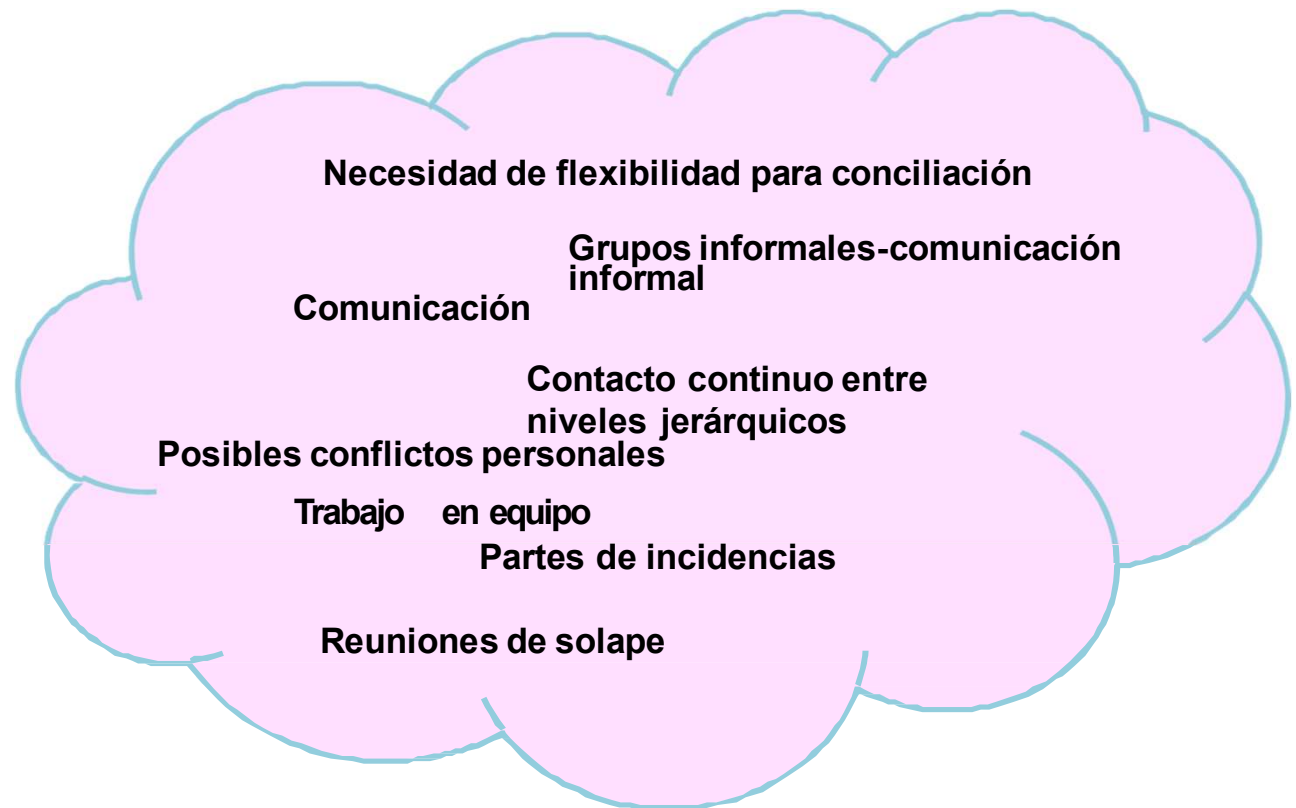 Necesidad de flexibilidad para conciliación
Grupos informales-comunicación
informal
Comunicación
Contacto continuo entre
niveles jerárquicos
Posibles conflictos personales
Trabajo en equipo
Partes de incidencias
Reuniones de solape